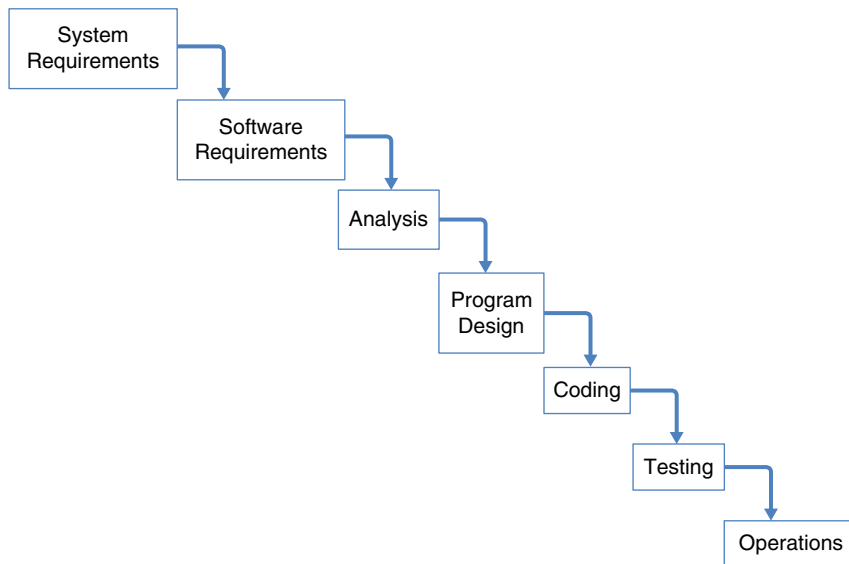 System
Requirements
Software
Requirements
Analysis
Program
Design
Coding
Testing
Operations